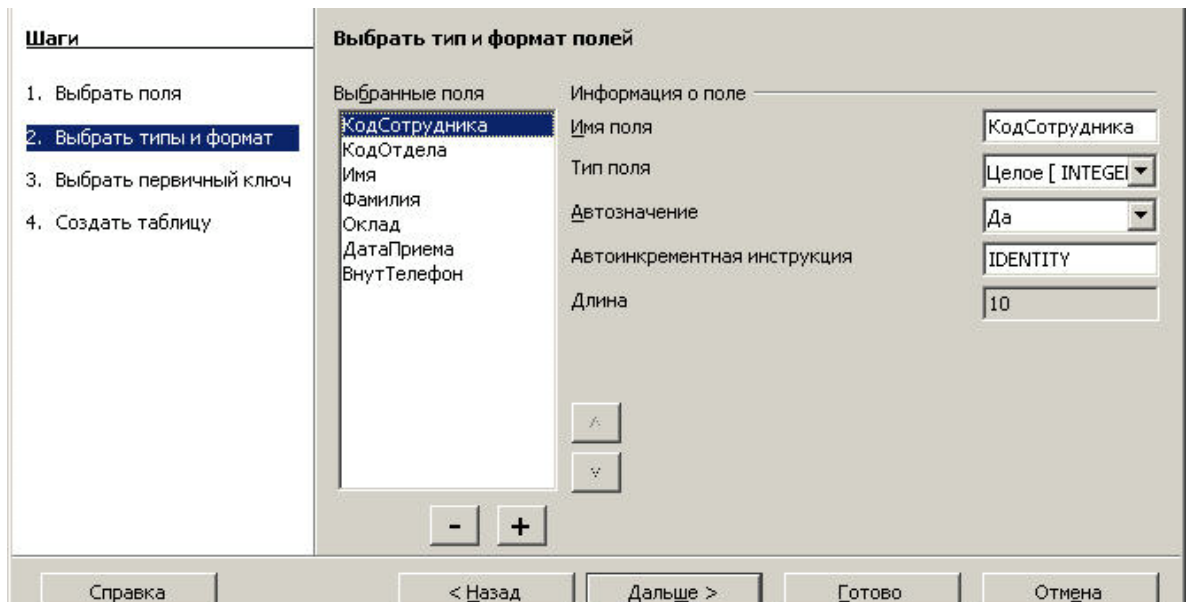 Шаги
1. Выбрать поля
2. Выбрать типы и формат
3. Выбрать первичный ключ
4. Создать таблицу
Выбрать тип и формат полей
Выбранные поля
КодСотрудника
КодОтдела
Имя
Фамилия
Оклад
ДатаПриема
ВнутТелефон
- +
Информация о поле
Имя поля КодСотрудника
Тип поля Целое [ INTEGE
Автозначение Да
Автоинкрементная инструкция IDENTITY
Длина 10
Справка < Назад Дальше > Готово Отмена